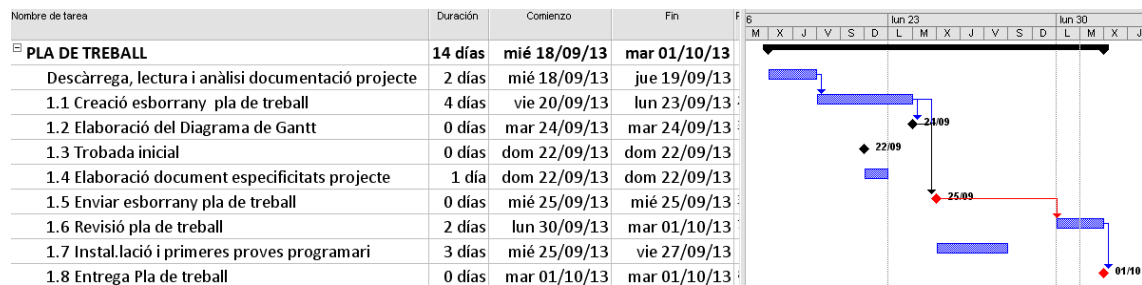 Nombre de tarea Duración Comienzo Fin 6 lun 23 lun 30
M X J V S D L M X J V S D L M X J
PLA DE TREBALL 14 días mié 18/09/13 mar 01/10/13
Descàrrega, lectura i anàlisi documentació projecte 2 días mié 18/09/13 jue 19/09/13
1.1 Creació esborrany pla de treball 4 días vie 20/09/13 lun 23/09/13
1.2 Elaboració del Diagrama de Gantt 0 días mar 24/09/13 mar 24/09/13 24/09
1.3 Trobada inicial 0 días dom 22/09/13 dom 22/09/13 22/09
1.4 Elaboració document especificitats projecte 1 día dom 22/09/13 dom 22/09/13
1.5 Enviar esborrany pla de treball 0 días mié 25/09/13 mié 25/09/13 25/09
1.6 Revisió pla de treball 2 días lun 30/09/13 mar 01/10/13
1.7 Instal.lació i primeres proves programari 3 días mié 25/09/13 vie 27/09/13
1.8 Entrega Pla de treball 0 días mar 01/10/13 mar 01/10/13 01/10